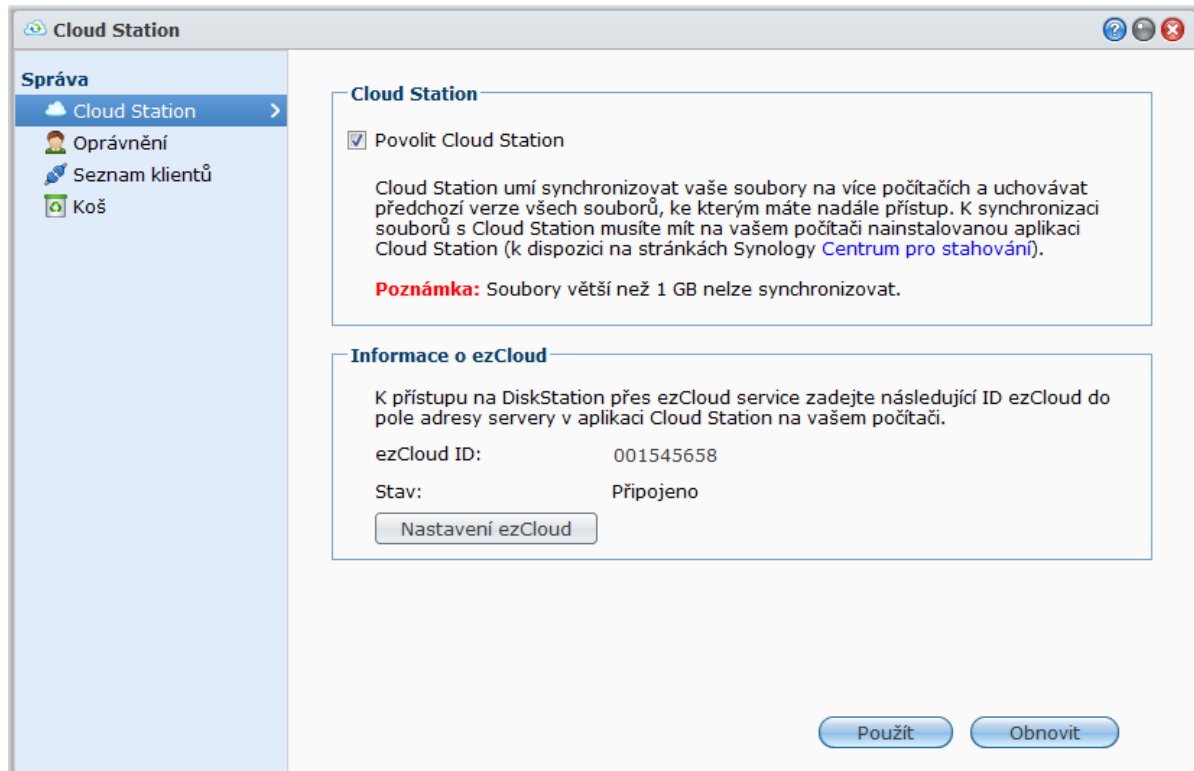 Cloud Station
Správa
Cloud Station
Oprávnění
Seznam klientů
Koš
Cloud Station
Povolit Cloud Station
Cloud Station umí synchronizovat vaše soubory na více počítačích a uchovávat
předchozí verze všech souborů, ke kterým máte nadále přístup. K synchronizaci
souborů s Cloud Station musíte mít na vašem počítači nainstalovanou aplikaci
Cloud Station (k dispozici na stránkách Synology Centrum pro stahování).
Poznámka: Soubory větší než 1 GB nelze synchronizovat.
Informace o ezCloud
K přístupu na DiskStation přes ezCloud service zadejte následující ID ezCloud do
pole adresy servery v aplikaci Cloud Station na vašem počítači.
ezCloud ID: 001545658
Stav: Připojeno
Nastavení ezCloud
Použít Obnovit